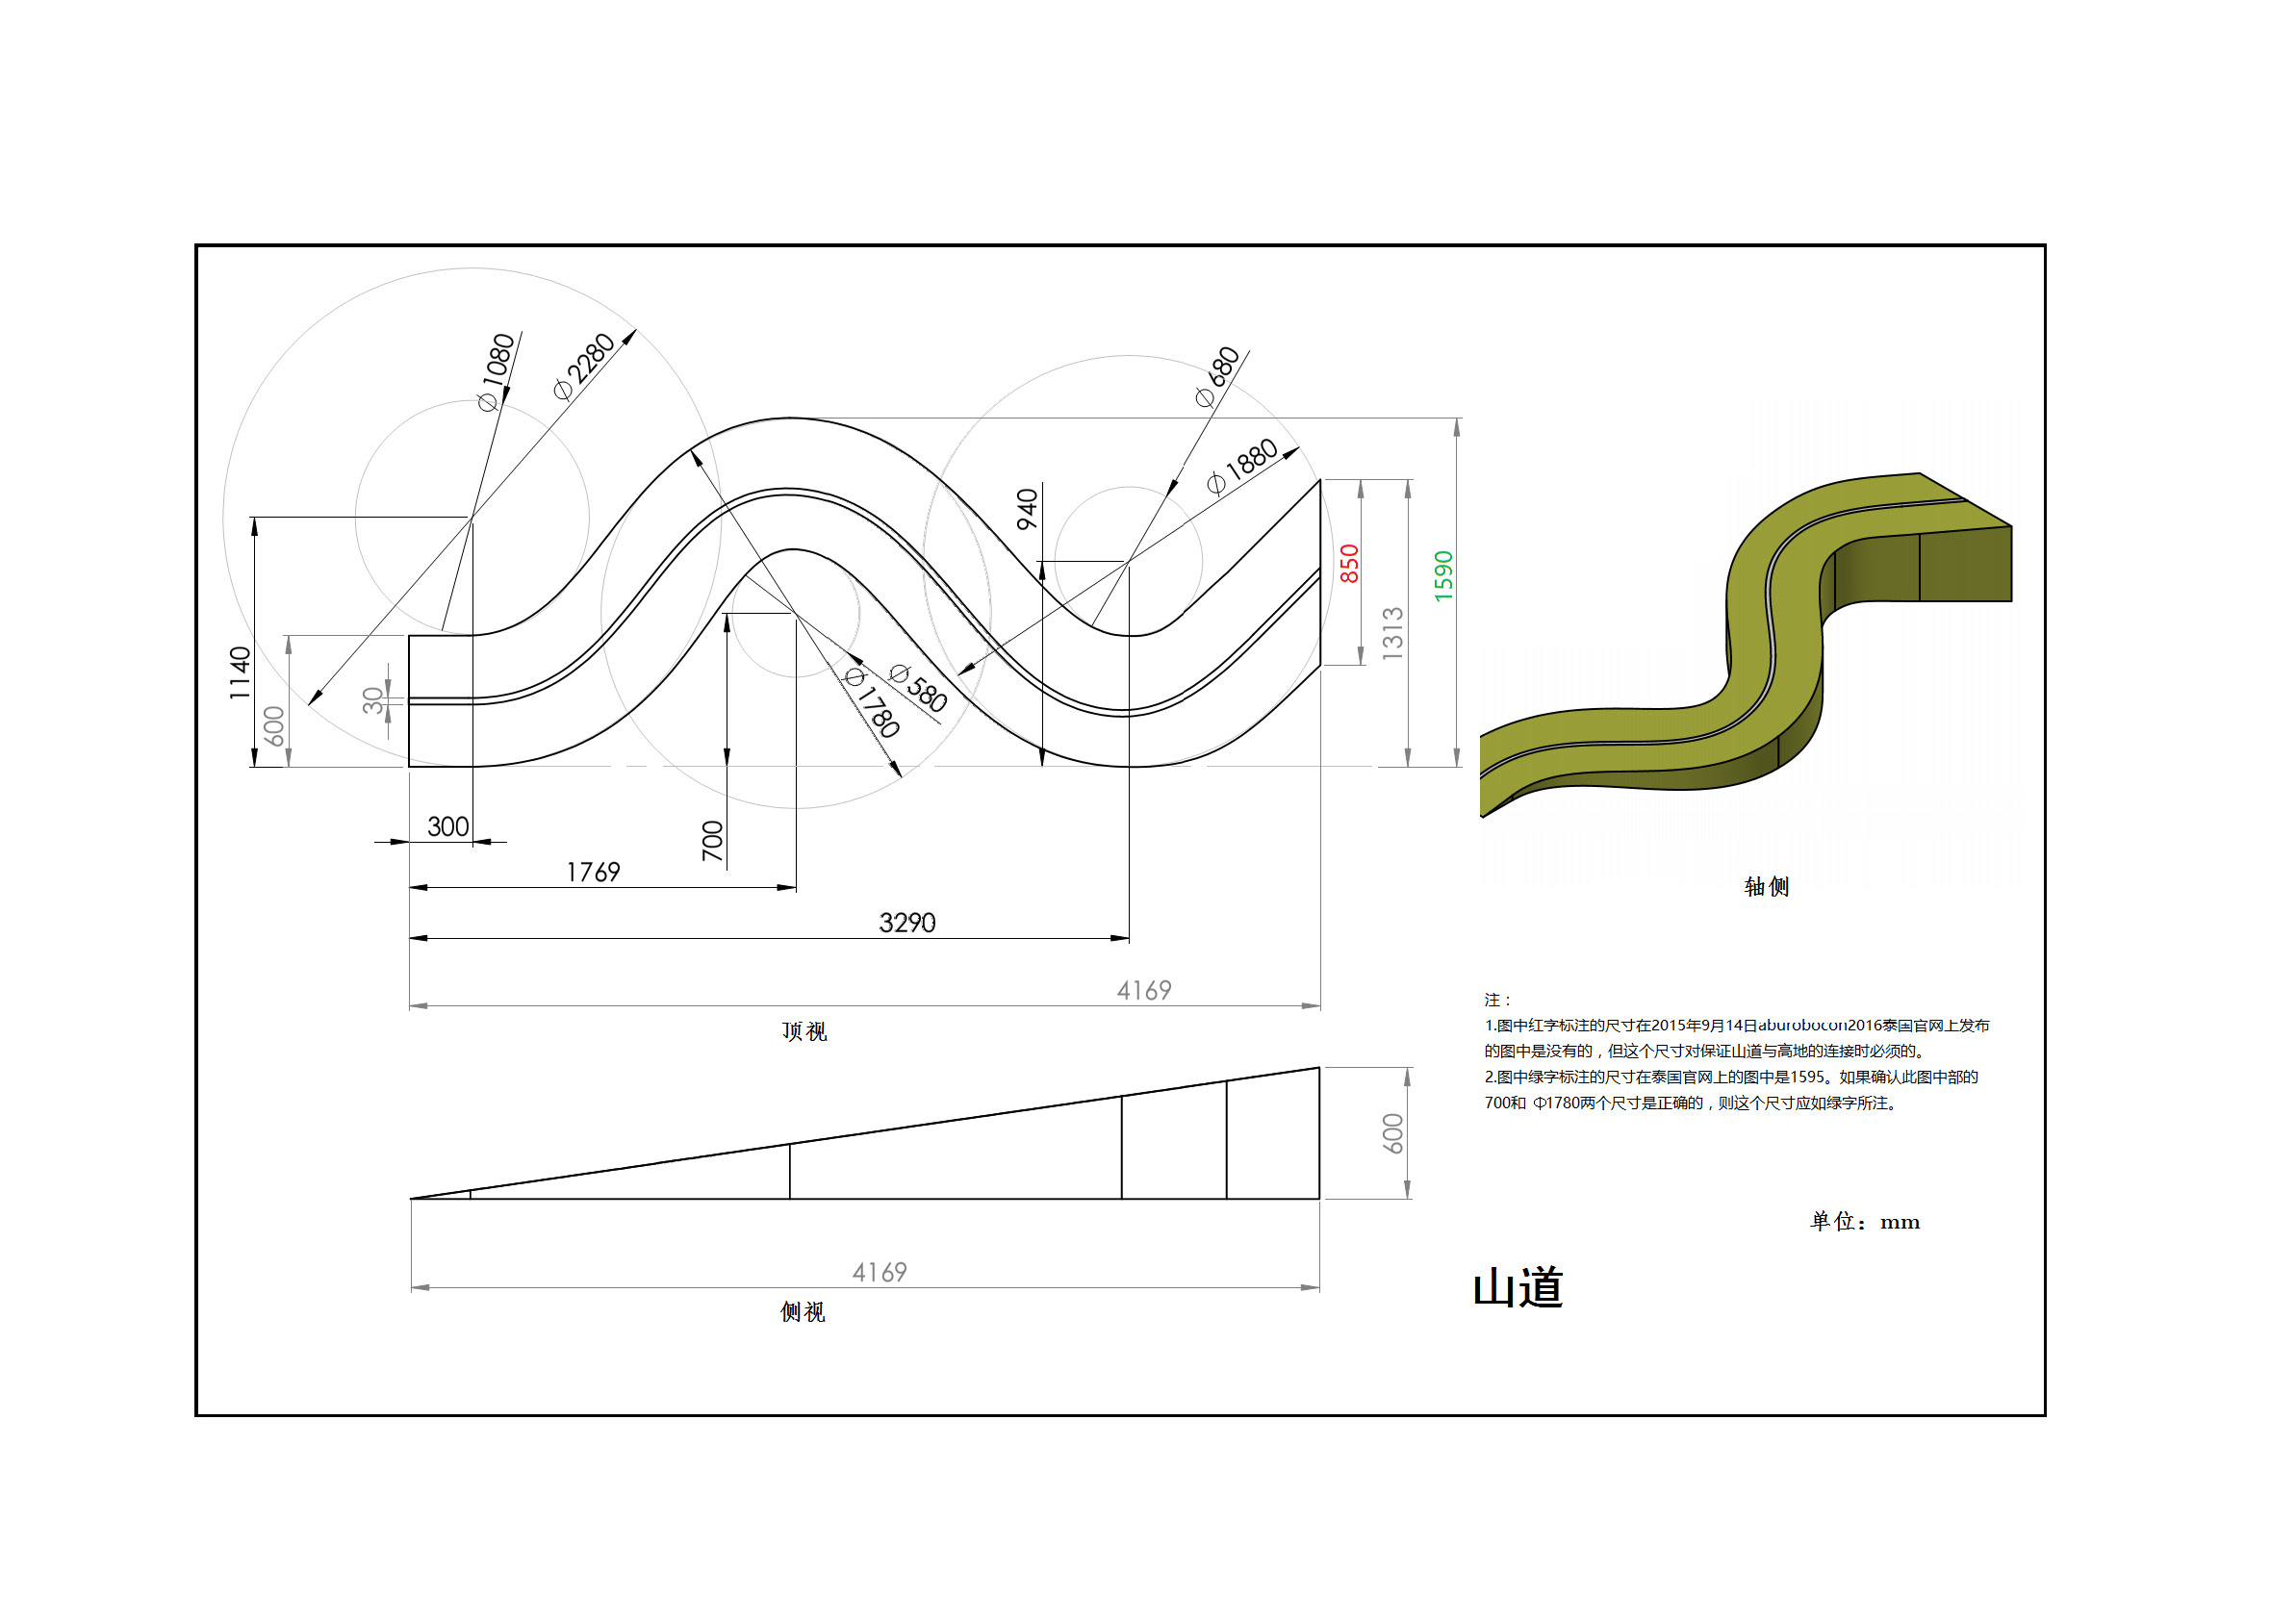 Φ1080
Φ2280
Φ680
Φ1880
940
850
1313
1590
1140
600
30
Φ580
Φ1780
300
700
1769
3290
4169
顶视
轴侧
注：
1.图中红字标注的尺寸在2015年9月14日aburobocon2016泰国官网上发布
的图中是没有的，但这个尺寸对保证山道与高地的连接时必须的。
2.图中绿字标注的尺寸在泰国官网上的图中是1595。如果确认此图中部的
700和 Φ1780两个尺寸是正确的，则这个尺寸应如绿字所注。
600
4169
侧视
单位：mm
山道